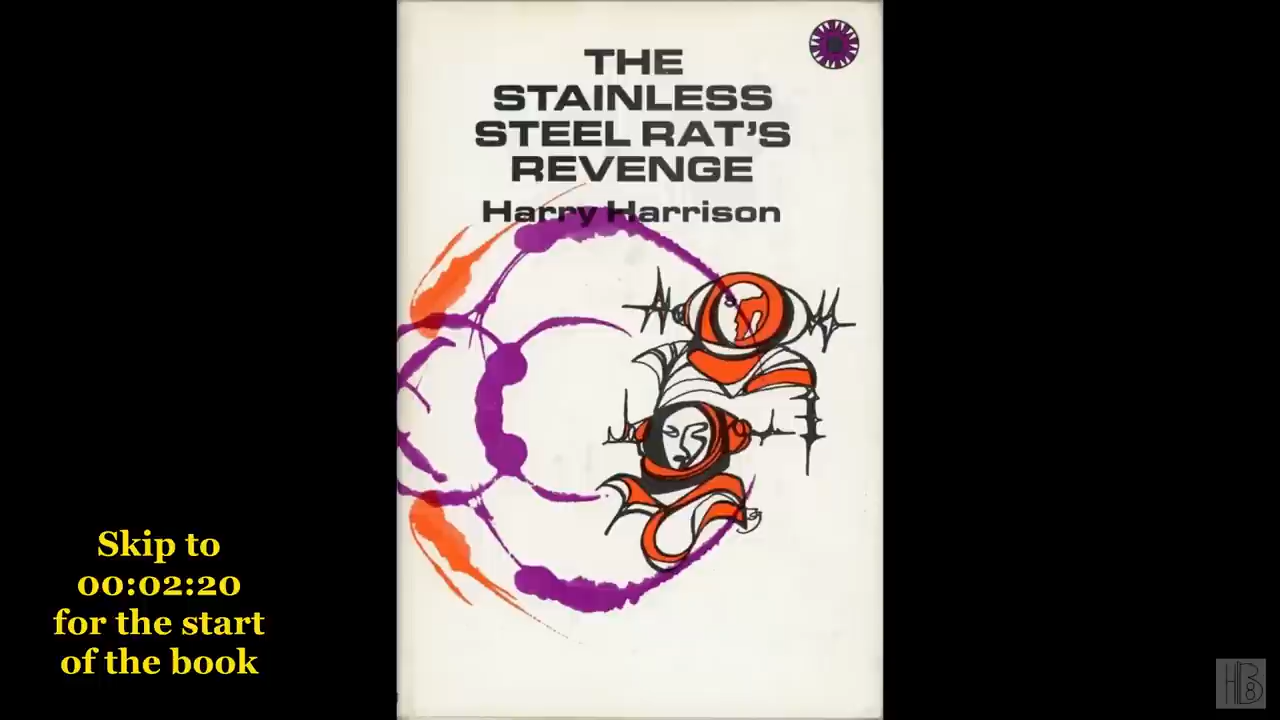 THE
STAINLESS
STEEL RAT'S
REVENGE
Harry Harrison
Skip to
00:02:20
for the start
of the book